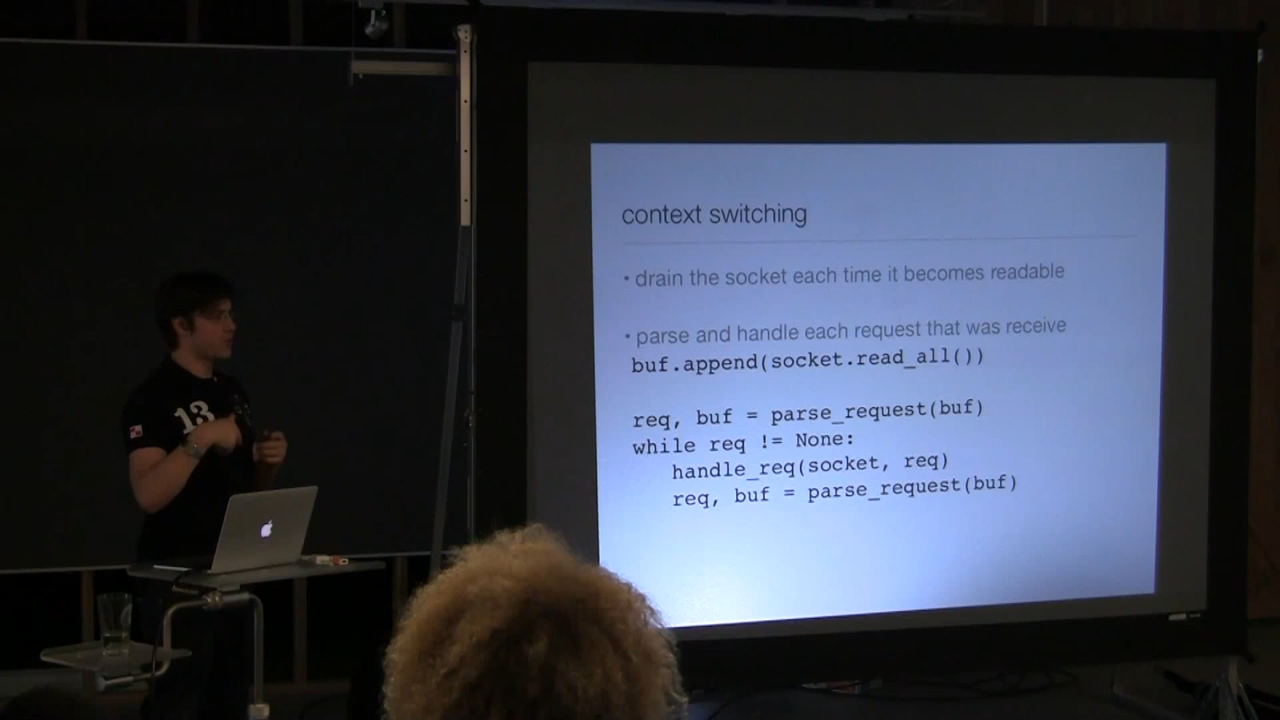 context switching
• drain the socket each time it becomes readable
• parse and handle each request that was receive
buf.append(socket.read_all())
req, buf = parse_request(buf)
while req != None:
handle_req(socket, req)
req, buf = parse_request(buf)
13